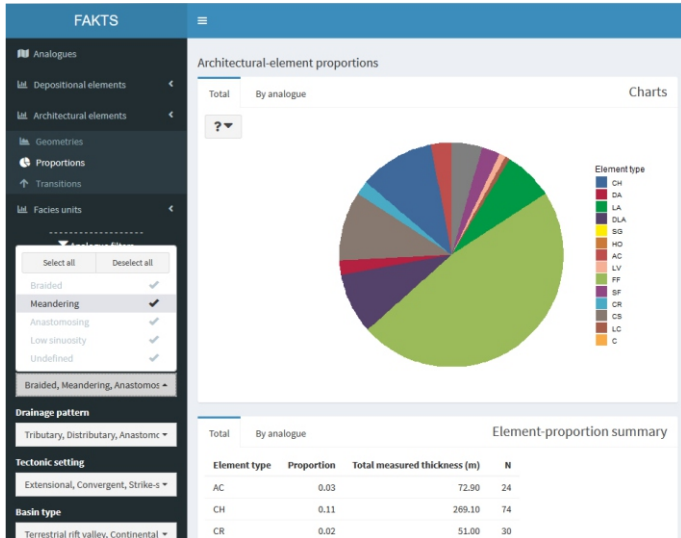 FAKTS
Analogues
Depositional elements
Architectural elements
Geometries
Proportions
Transitions
Facies units
Select all Deselect all
Braided
Meandering
Anastomosing
Low sinuosity
Undefined
Braided, Meandering, Anastomos
Drainage pattern
Tributary, Distributary, Anastomc
Tectonic setting
Extensional, Convergent, Strike-s
Basin type
Terrestrial rift valley, Continental
Architectural-element proportions
Total By analogue Charts
?
Element type
CH
DA
LA
DLA
SG
HO
AC
LV
FF
SF
CR
CS
LC
C
Total By analogue Element-proportion summary
Element type Proportion Total measured thickness (m) N
AC 0.03 72.90 24
CH 0.11 269.10 74
CR 0.02 51.00 30